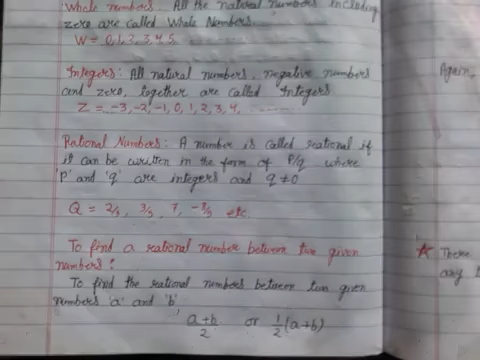 Whole numbers: All the natural numbers including
zero are called Whole Numbers.
W = 0, 1, 2, 3, 4, 5,
Integers: All natural numbers, negative numbers
and zero, together are called Integers
Z = -3, -2, -1, 0, 1, 2, 3, 4, ......
Rational Numbers: A number is called rational if
it can be written in the form of P/q where
'P' and 'q' are integers and q ≠ 0
Q = 2/3, 3/5, 7, etc.
To find a rational number between two given
numbers:
To find the rational numbers between two given
numbers 'a' and 'b'
a+b/2 or 1/2(a+b)
Again,
★ There
any